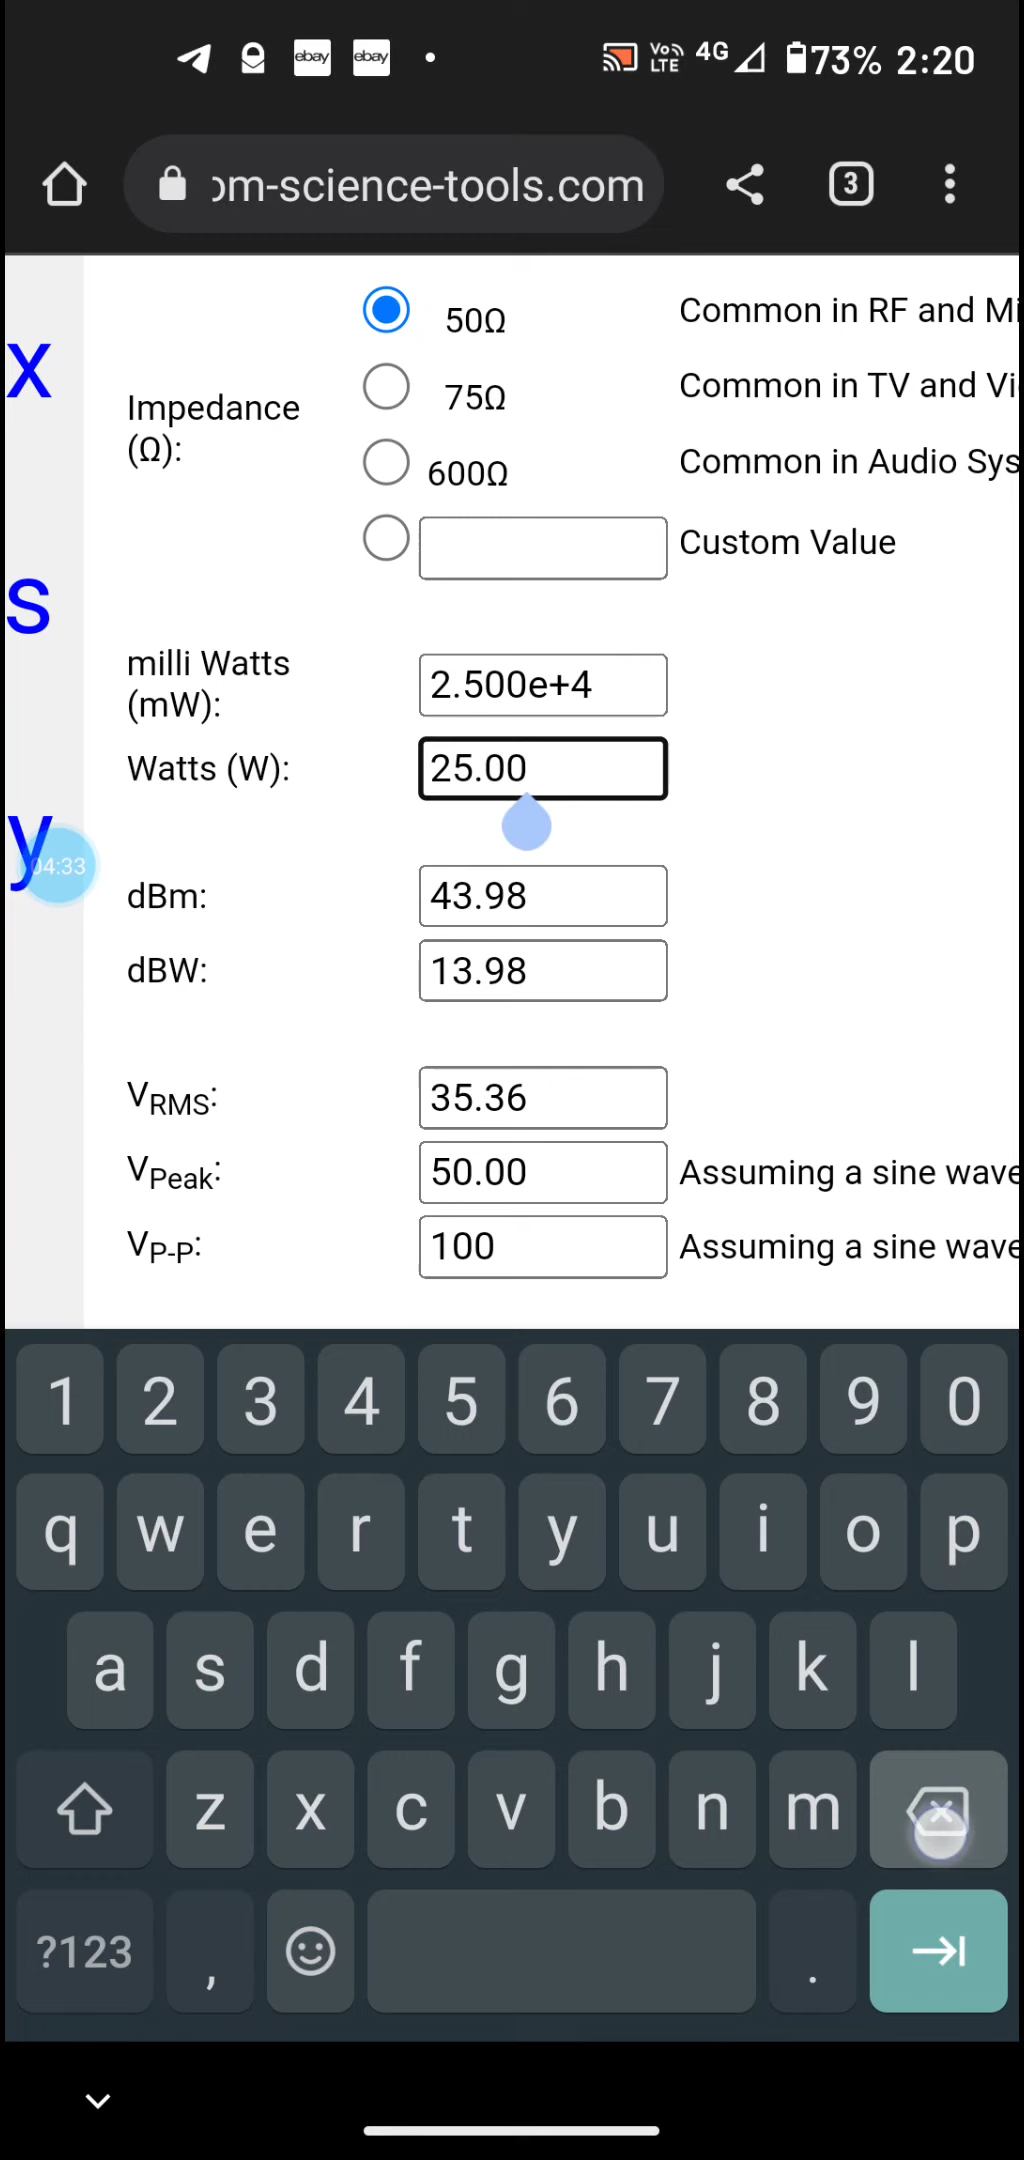 ebay ebay VoLTE 4G 73% 2:20
om-science-tools.com 3
50Ω Common in RF and Mi
x
75Ω Common in TV and Vi
Impedance
(Ω):
600Ω Common in Audio Sys
Custom Value
s
milli Watts
(mW):
2.500e+4
Watts (W): 25.00
y
04:33
dBm: 43.98
dBW: 13.98
VRMS: 35.36
VPeak: 50.00 Assuming a sine wave
VP-P: 100 Assuming a sine wave
1 2 3 4 5 6 7 8 9 0
q w e r t y u i o p
a s d f g h j k l
z x c v b n m
?123 , .